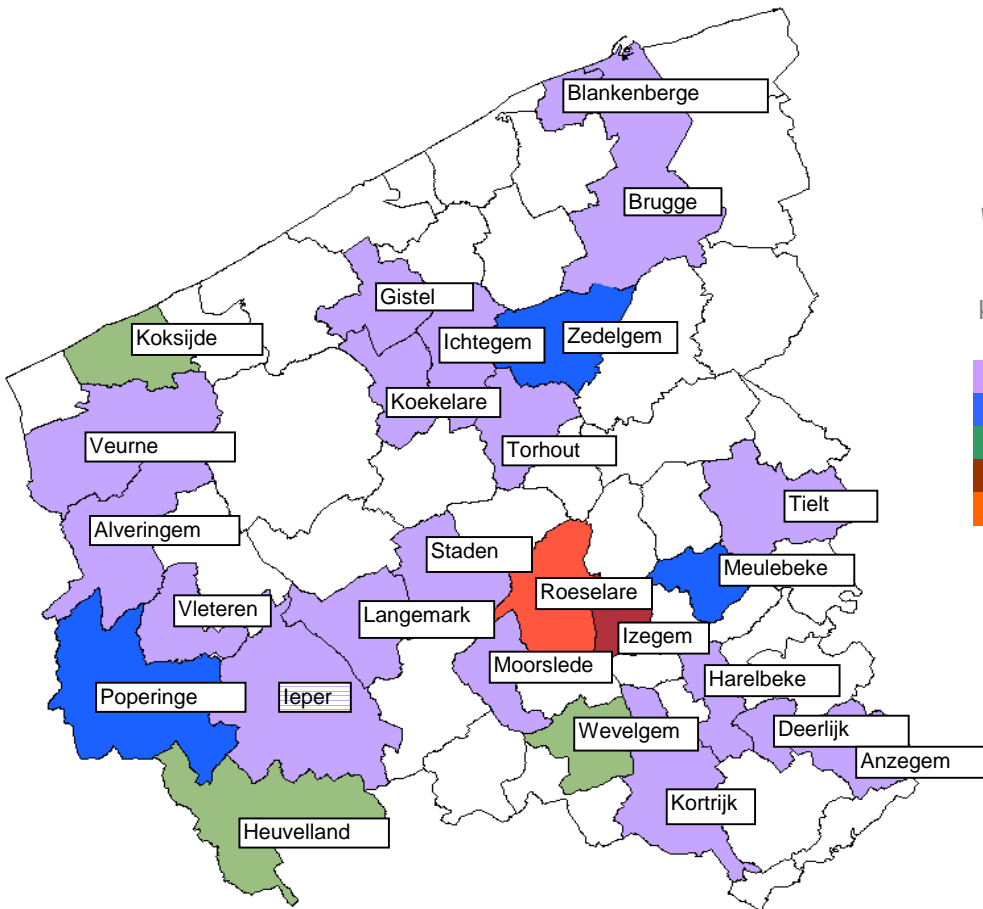 Blankenberge
Brugge
Gistel
Koksijde
Ichtegem
Zedelgem
Koekelare
Veurne
Torhout
Tielt
Alveringem
Staden
Meulebeke
Roeselare
Vleteren
Langemark
Izegem
Moorslede
Harelbeke
Poperinge
Ieper
Wevelgem
Deerlijk
Anzegem
Kortrijk
Heuvelland